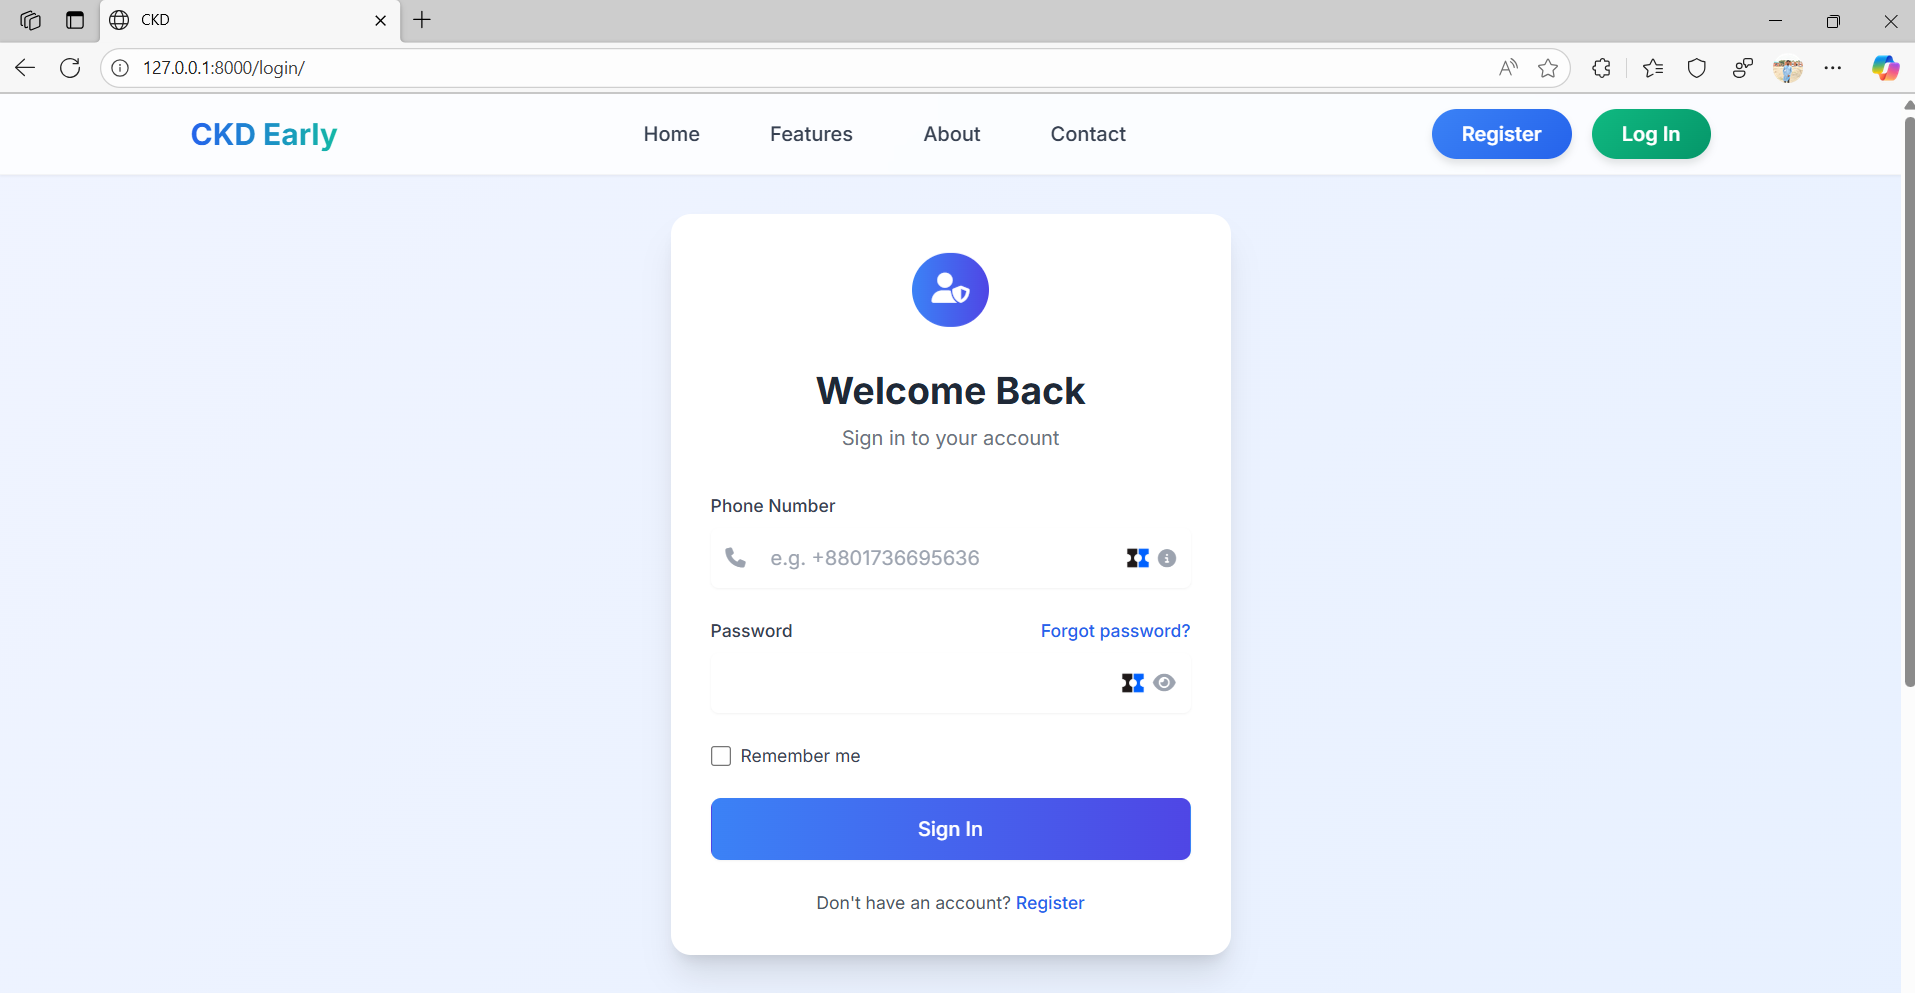 CKD
127.0.0.1:8000/login/
CKD Early
Home
Features
About
Contact
Register
Log In
Welcome Back
Sign in to your account
Phone Number
e.g. +8801736695636
Password
Forgot password?
Remember me
Sign In
Don't have an account? Register